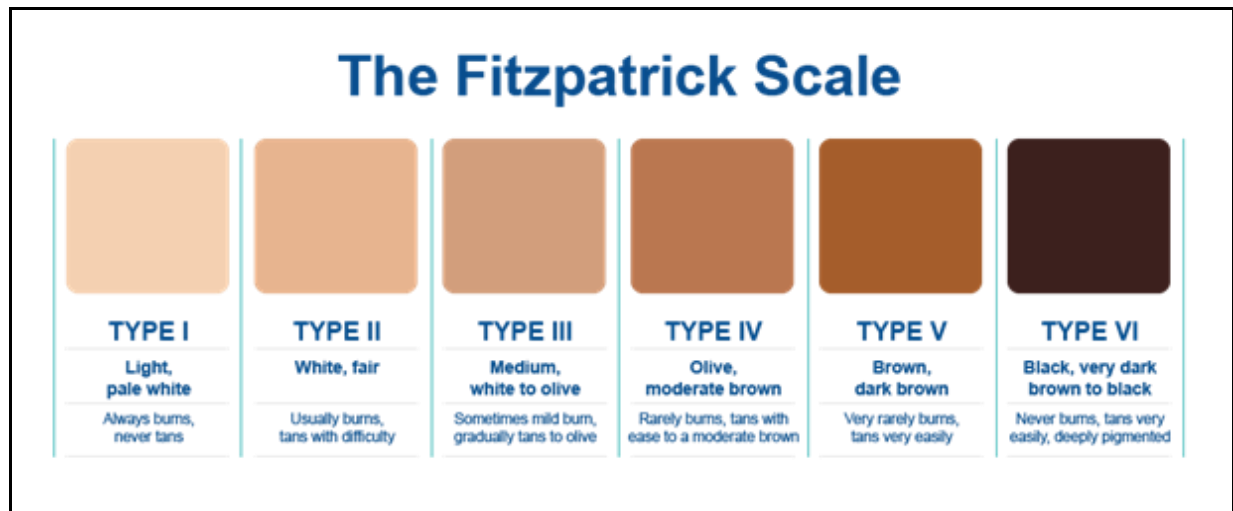 The Fitzpatrick Scale
TYPE I
Light,
pale white
Always burns,
never tans
TYPE II
White, fair
Usually burns,
tans with difficulty
TYPE III
Medium,
white to olive
Sometimes mild burn,
gradually tans to olive
TYPE IV
Olive,
moderate brown
Rarely burns, tans with
ease to a moderate brown
TYPE V
Brown,
dark brown
Very rarely burns,
tans very easily
TYPE VI
Black, very dark
brown to black
Never burns, tans very
easily, deeply pigmented